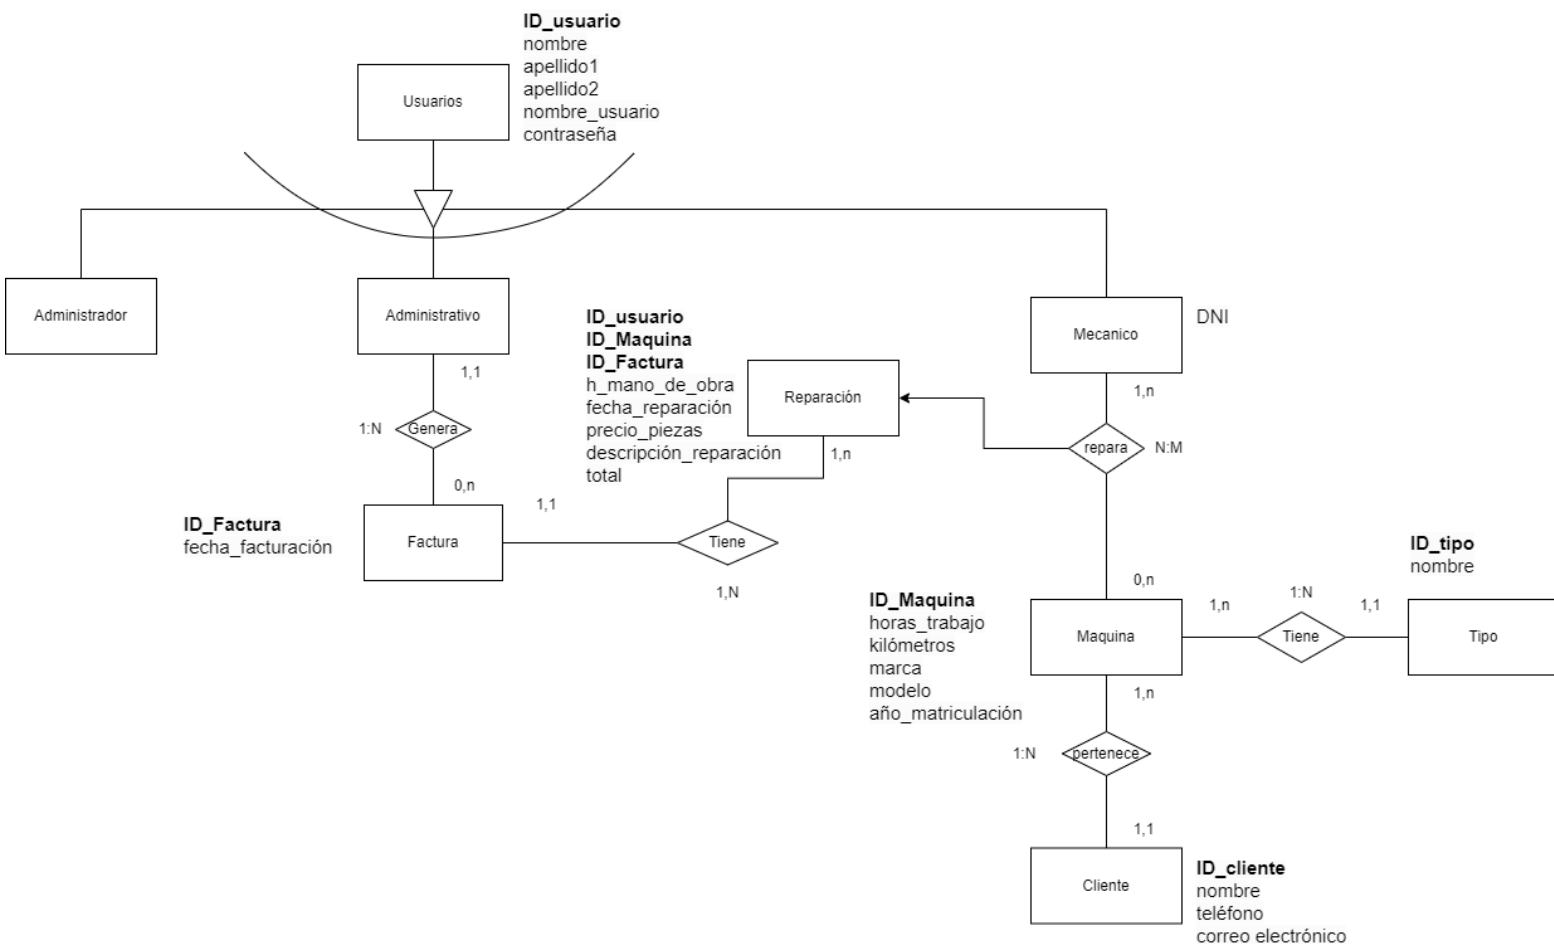 ID_usuario
nombre
apellido1
apellido2
nombre_usuario
contraseña
Usuarios
Administrador
Administrativo
Mecanico
DNI
ID_usuario
ID_Maquina
ID_Factura
h_mano_de_obra
fecha_reparación
precio_piezas
descripción_reparación
total
Reparación
1,1
1,n
1:N
Genera
repara
N:M
1,n
0,n
1,1
ID_Factura
fecha_facturación
Factura
Tiene
1,N
ID_tipo
nombre
0,n
ID_Maquina
horas_trabajo
kilómetros
marca
modelo
año_matriculación
Maquina
1,n
1:N
Tiene
1,1
Tipo
1,n
1:N
pertenece
1,1
Cliente
ID_cliente
nombre
teléfono
correo electrónico